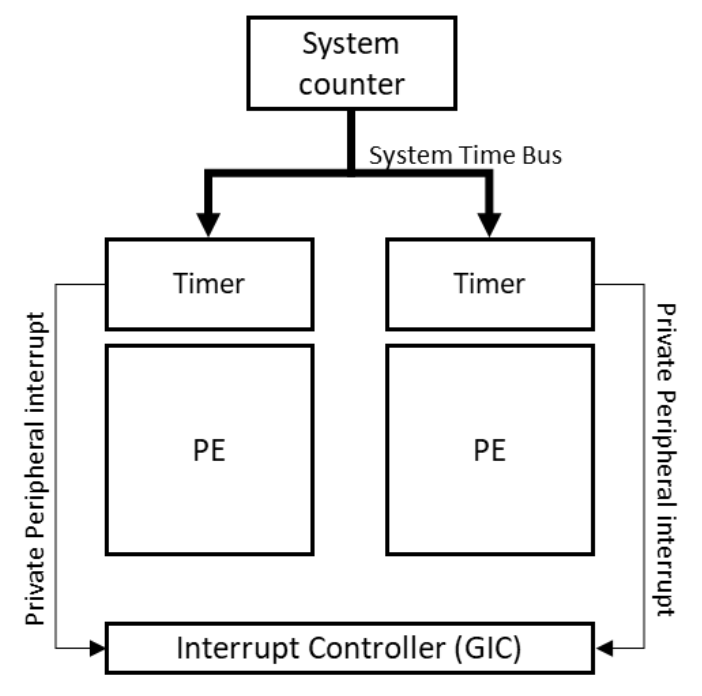 System
counter
System Time Bus
Timer
Timer
Private Peripheral interrupt
Private Peripheral interrupt
PE
PE
Interrupt Controller (GIC)